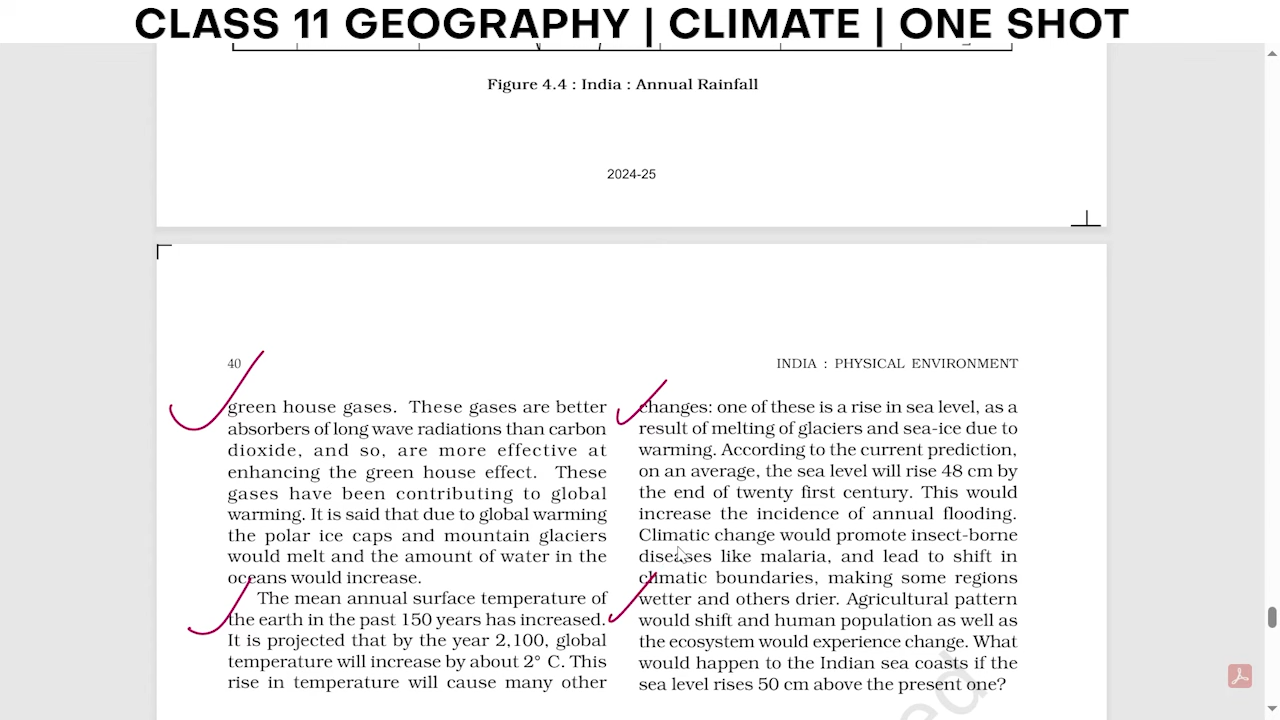 CLASS 11 GEOGRAPHY | CLIMATE | ONE SHOT
Figure 4.4 : India : Annual Rainfall
2024-25
40
INDIA : PHYSICAL ENVIRONMENT
green house gases. These gases are better
absorbers of long wave radiations than carbon
dioxide, and so, are more effective at
enhancing the green house effect. These
gases have been contributing to global
warming. It is said that due to global warming
the polar ice caps and mountain glaciers
would melt and the amount of water in the
oceans would increase.
The mean annual surface temperature of
the earth in the past 150 years has increased.
It is projected that by the year 2,100, global
temperature will increase by about 2° C. This
rise in temperature will cause many other
changes: one of these is a rise in sea level, as a
result of melting of glaciers and sea-ice due to
warming. According to the current prediction,
on an average, the sea level will rise 48 cm by
the end of twenty first century. This would
increase the incidence of annual flooding.
Climatic change would promote insect-borne
diseases like malaria, and lead to shift in
climatic boundaries, making some regions
wetter and others drier. Agricultural pattern
would shift and human population as well as
the ecosystem would experience change. What
would happen to the Indian sea coasts if the
sea level rises 50 cm above the present one?